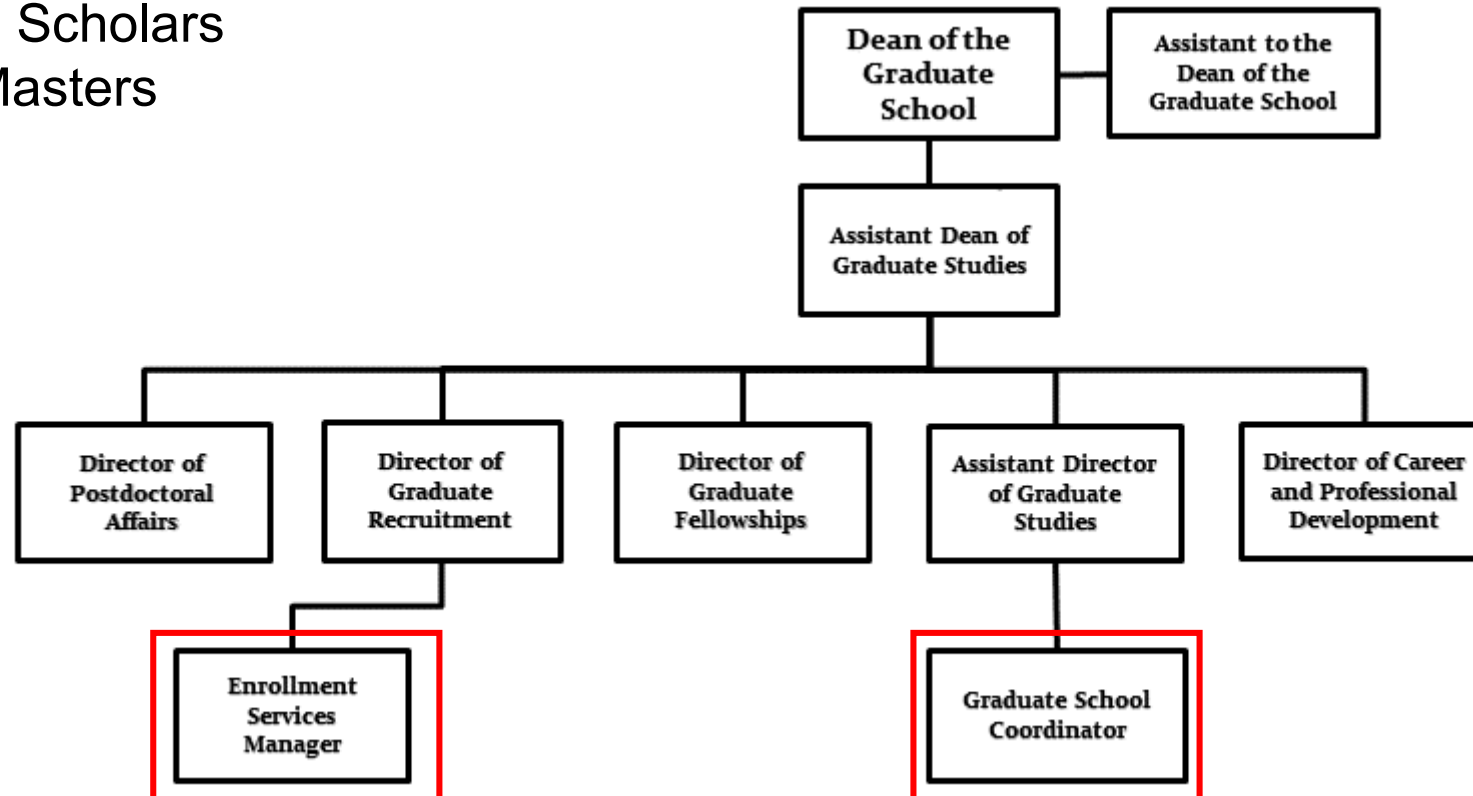 Scholars
Masters
Dean of the
Graduate
School
Assistant to the
Dean of the
Graduate School
Assistant Dean of
Graduate Studies
Director of
Postdoctoral
Affairs
Director of
Graduate
Recruitment
Director of
Graduate
Fellowships
Assistant Director
of Graduate
Studies
Director of Career
and Professional
Development
Enrollment
Services
Manager
Graduate School
Coordinator